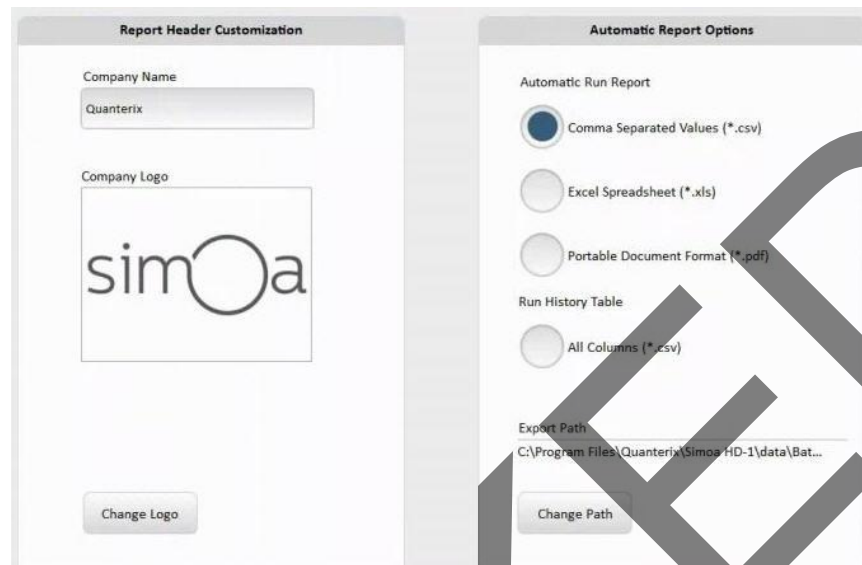 Report Header Customization
Company Name
Quanterix
Company Logo
simoa
Change Logo
Automatic Report Options
Automatic Run Report
Comma Separated Values (*.csv)
Excel Spreadsheet (*.xls)
Portable Document Format (*.pdf)
Run History Table
All Columns (*.csv)
Export Path
C:\Program Files\Quanterix\Simoa HD-1\data\Bat...
Change Path